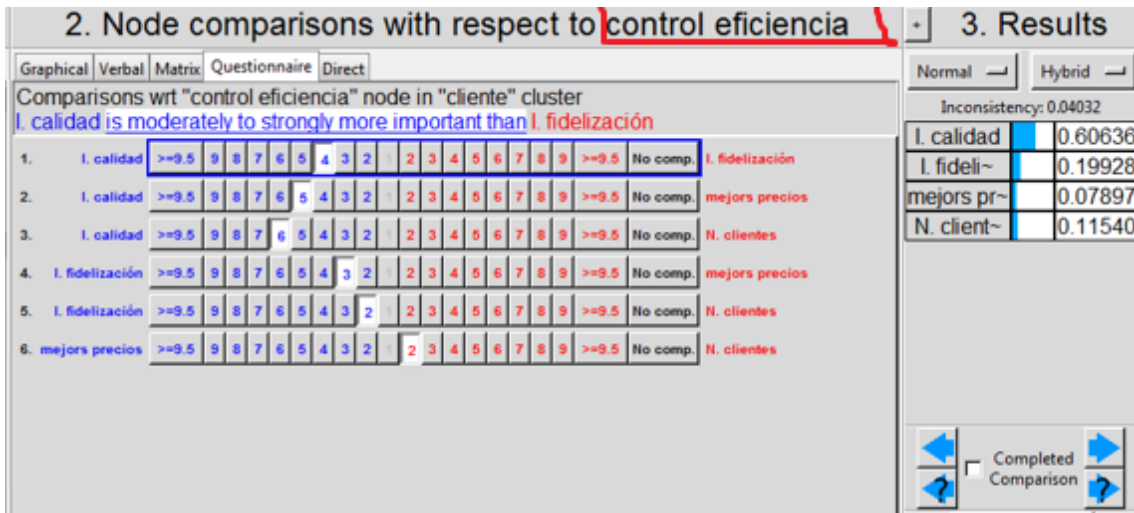 2. Node comparisons with respect to control eficiencia
Graphical Verbal Matrix Questionnaire Direct
Comparisons wrt "control eficiencia" node in "cliente" cluster
I. calidad is moderately to strongly more important than I. fidelización
1. I. calidad >=9.5 9 8 7 6 5 4 3 2 1 2 3 4 5 6 7 8 9 >=9.5 No comp. I. fidelización
2. I. calidad >=9.5 9 8 7 6 5 4 3 2 1 2 3 4 5 6 7 8 9 >=9.5 No comp. mejors precios
3. I. calidad >=9.5 9 8 7 6 5 4 3 2 1 2 3 4 5 6 7 8 9 >=9.5 No comp. N. clientes
4. I. fidelización >=9.5 9 8 7 6 5 4 3 2 1 2 3 4 5 6 7 8 9 >=9.5 No comp. mejors precios
5. I. fidelización >=9.5 9 8 7 6 5 4 3 2 1 2 3 4 5 6 7 8 9 >=9.5 No comp. N. clientes
6. mejors precios >=9.5 9 8 7 6 5 4 3 2 1 2 3 4 5 6 7 8 9 >=9.5 No comp. N. clientes
+ 3. Results
Normal Hybrid
Inconsistency: 0.04032
I. calidad 0.60636
I. fideli~ 0.19928
mejors pr~ 0.07897
N. client~ 0.11540
Completed
Comparison
? ?